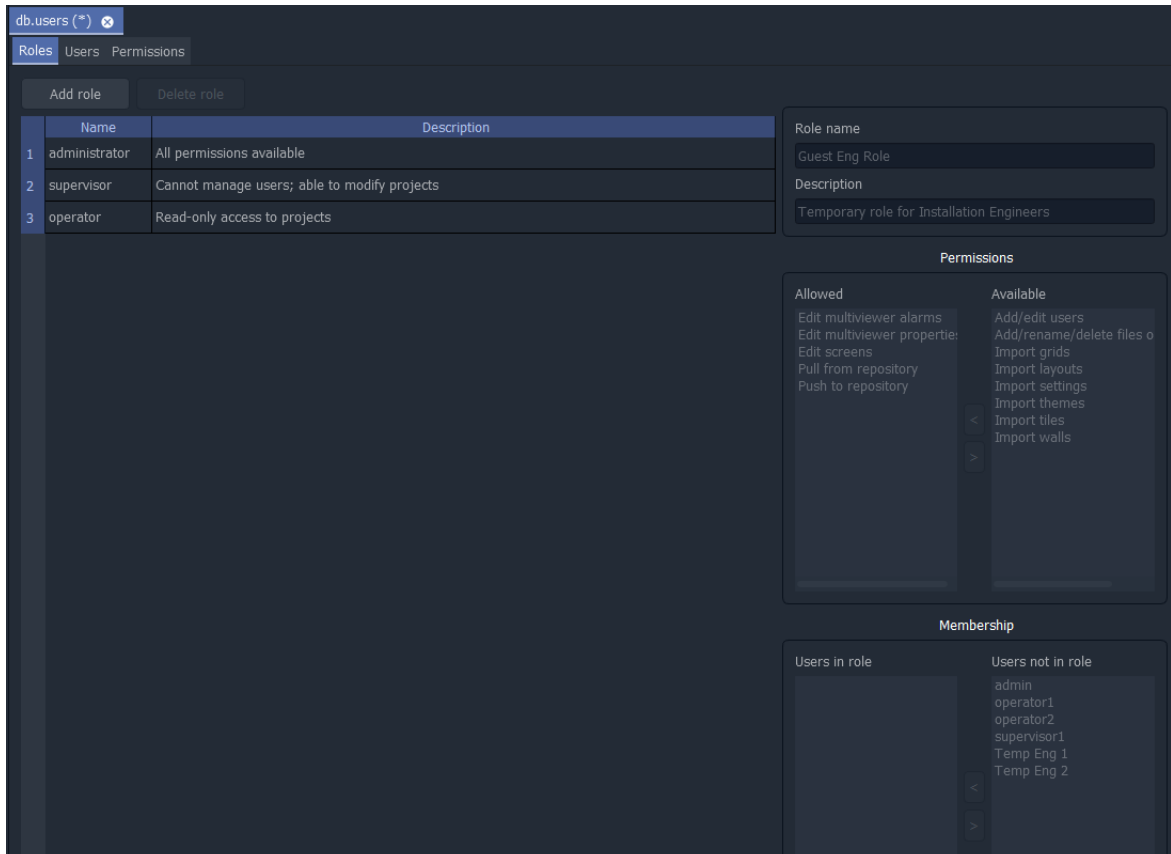 db.users (*)
Roles Users Permissions
Add role Delete role
Name Description
1 administrator All permissions available
2 supervisor Cannot manage users; able to modify projects
3 operator Read-only access to projects
Role name
Guest Eng Role
Description
Temporary role for Installation Engineers
Permissions
Allowed
Edit multiviewer alarms
Edit multiviewer properties
Edit screens
Pull from repository
Push to repository
<
>
Available
Add/edit users
Add/rename/delete files o
Import grids
Import layouts
Import settings
Import themes
Import tiles
Import walls
Membership
Users in role
<
>
Users not in role
admin
operator1
operator2
supervisor1
Temp Eng 1
Temp Eng 2